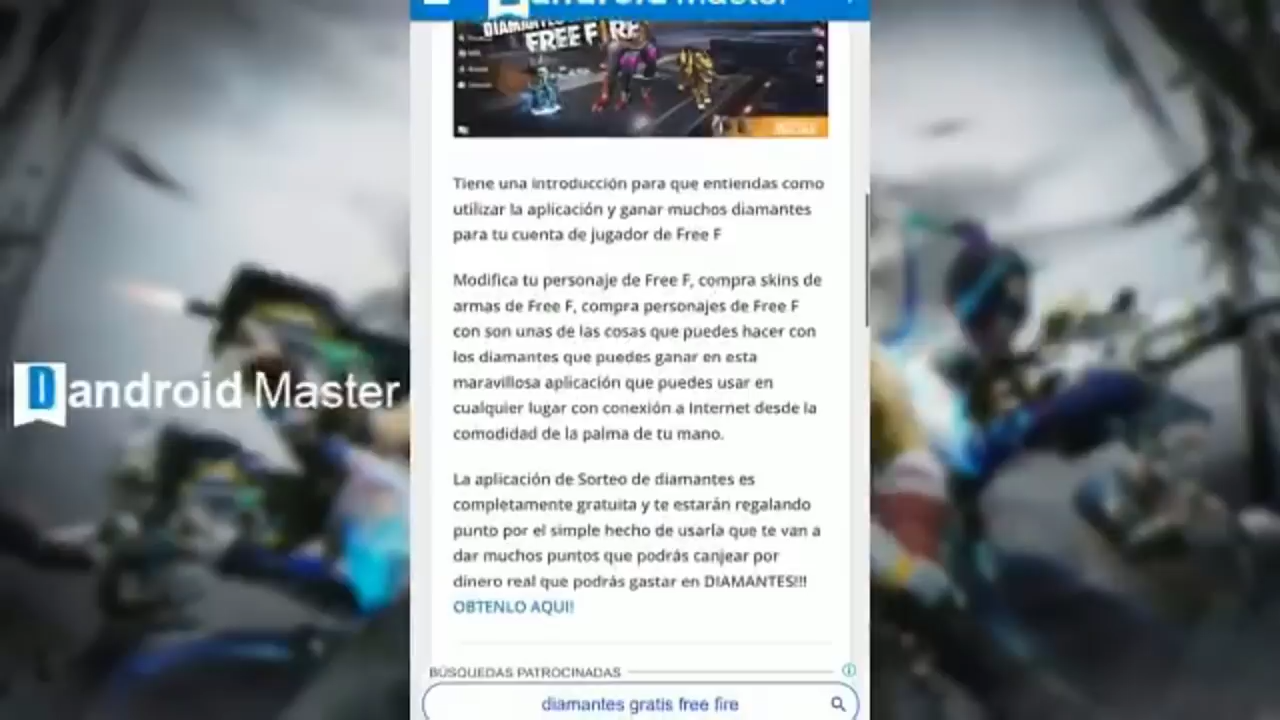 dandroid Master
DIAMANTES
FREE FIRE
Tiene una introducción para que entiendas como
utilizar la aplicación y ganar muchos diamantes
para tu cuenta de jugador de Free F
Modifica tu personaje de Free F, compra skins de
armas de Free F, compra personajes de Free F
con son unas de las cosas que puedes hacer con
los diamantes que puedes ganar en esta
maravillosa aplicación que puedes usar en
cualquier lugar con conexión a Internet desde la
comodidad de la palma de tu mano.
La aplicación de Sorteo de diamantes es
completamente gratuita y te estarán regalando
punto por el simple hecho de usarla que te van a
dar muchos puntos que podrás canjear por
dinero real que podrás gastar en DIAMANTES!!!
OBTENLO AQUI!
BÚSQUEDAS PATROCINADAS
diamantes gratis free fire
D android Master